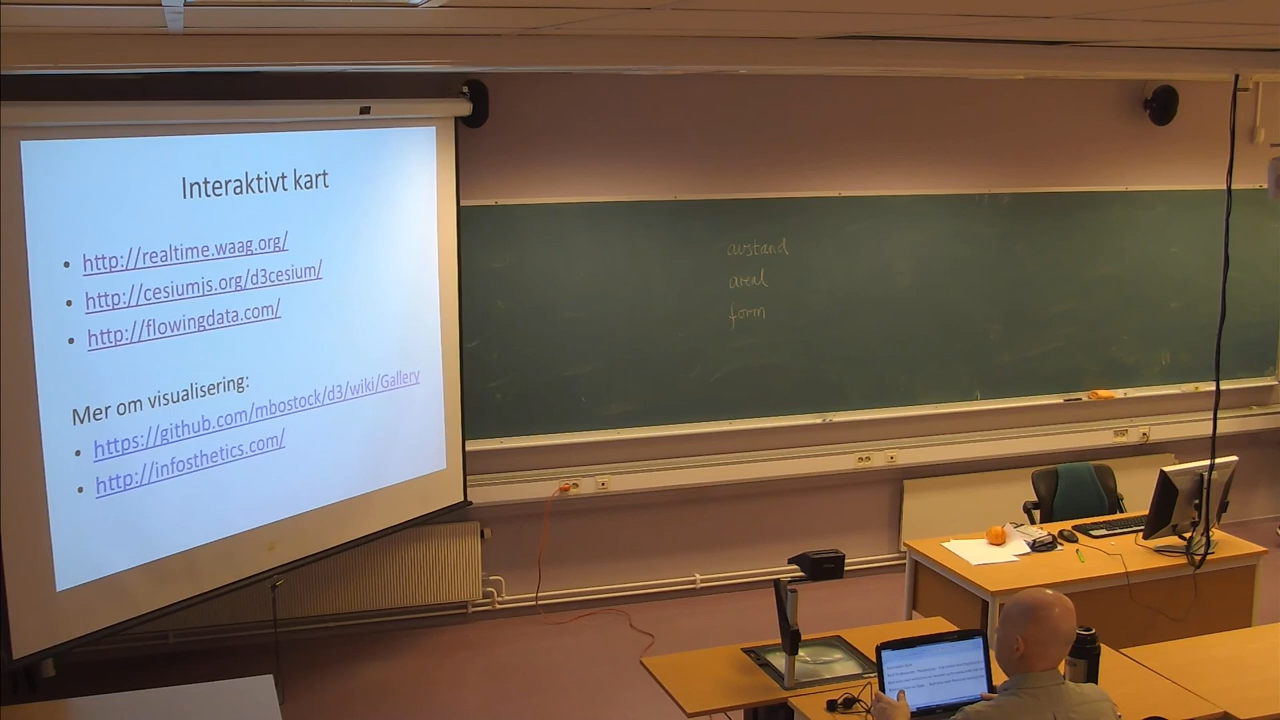 Interaktivt kart
• http://realtime.waag.org/
• http://cesiumjs.org/d3cesium/
• http://flowingdata.com/
Mer om visualisering:
• https://github.com/mbostock/d3/wiki/Gallery
• http://infosthetics.com/
avstand
areal
form